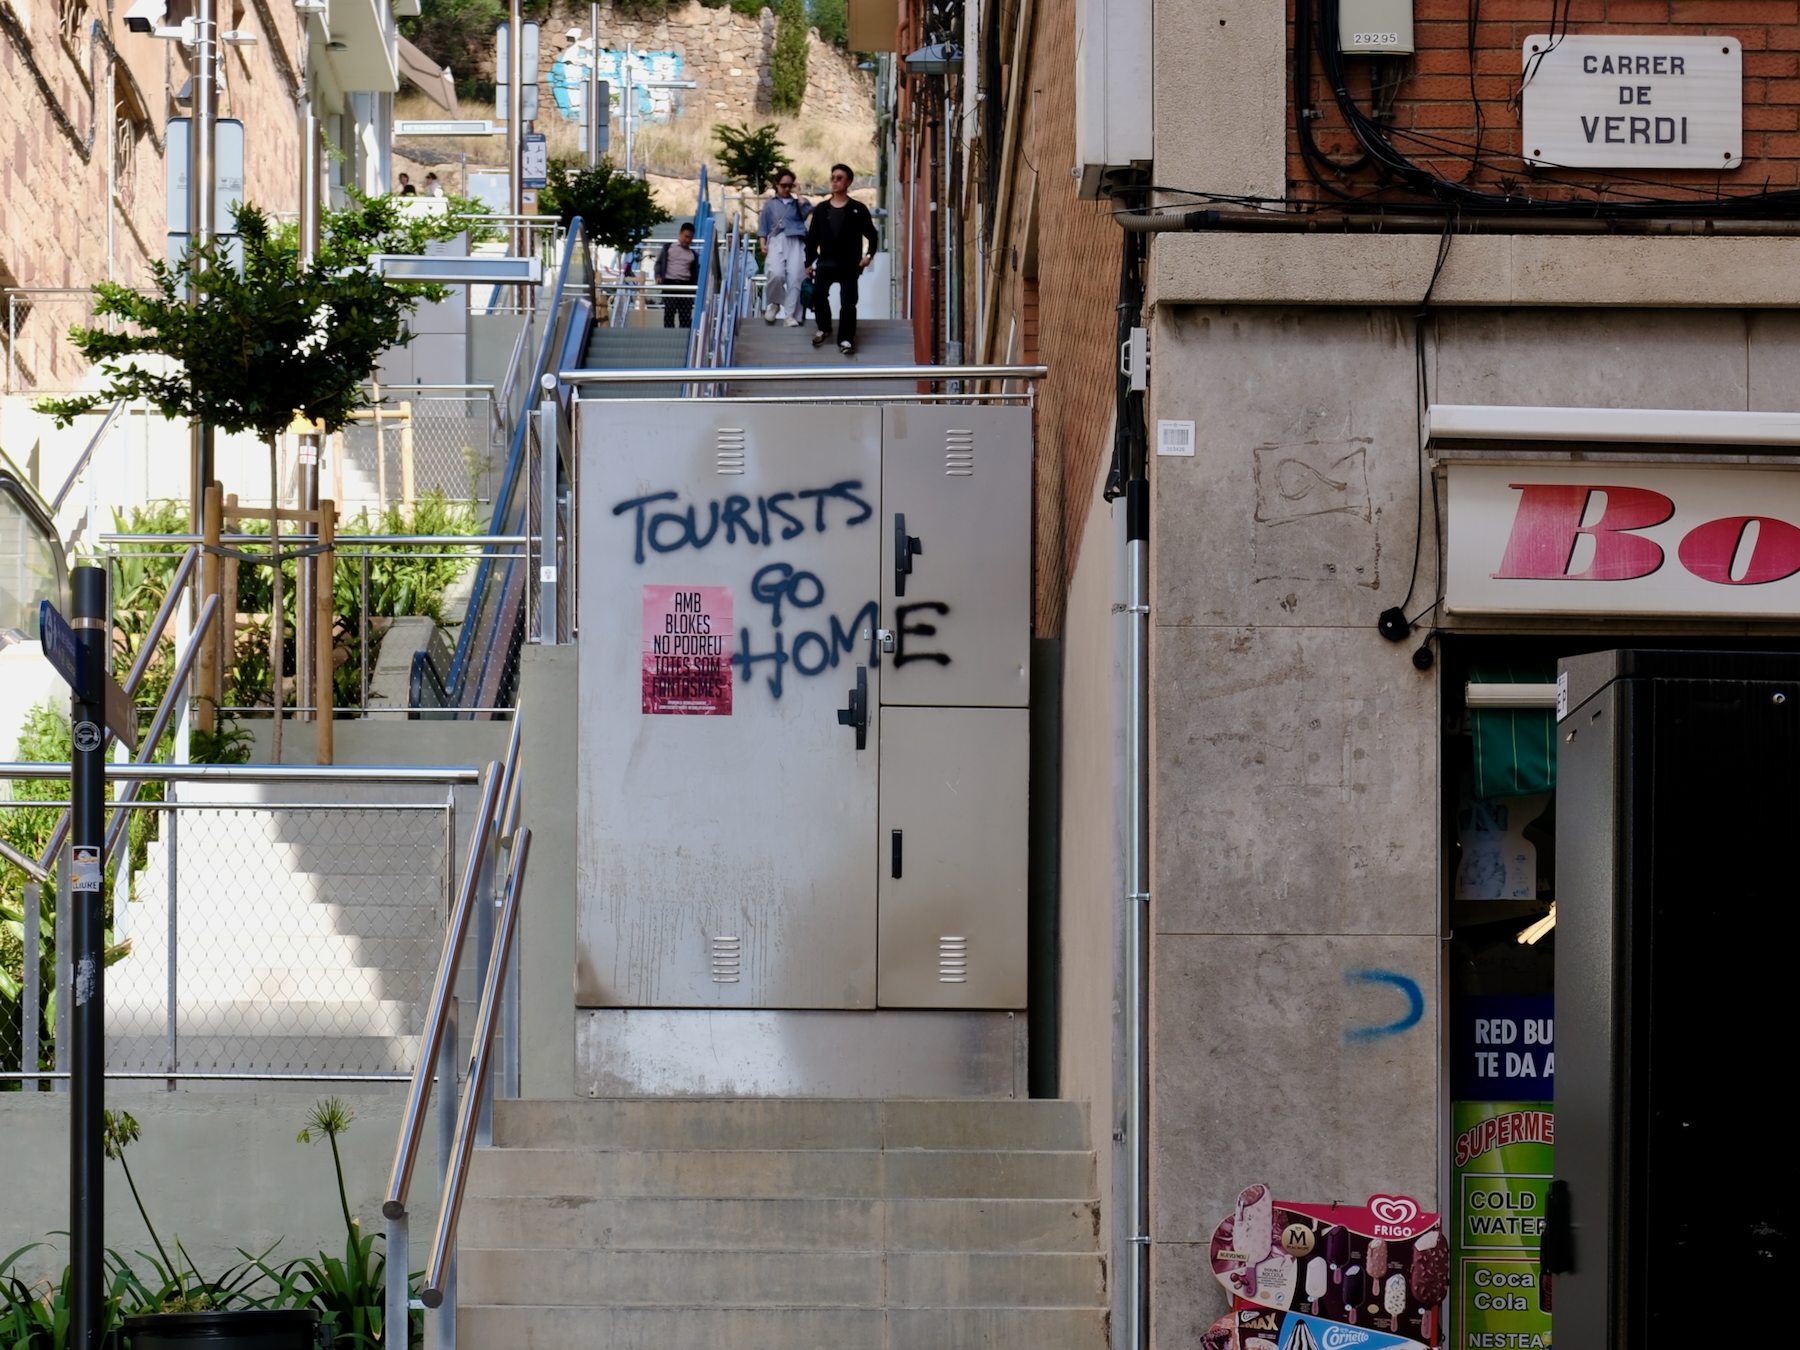 29295
CARRER
DE
VERDI
TOURISTS
GO
HOME
AMB
BLOKES
NO PODREU
TOTES SOM
FANTASMES
Bo
RED BU
TE DA A
SUPERME
COLD
WATER
Coca
Cola
NESTEA
FRIGO
M
MAX
Cornetto
LLIURE